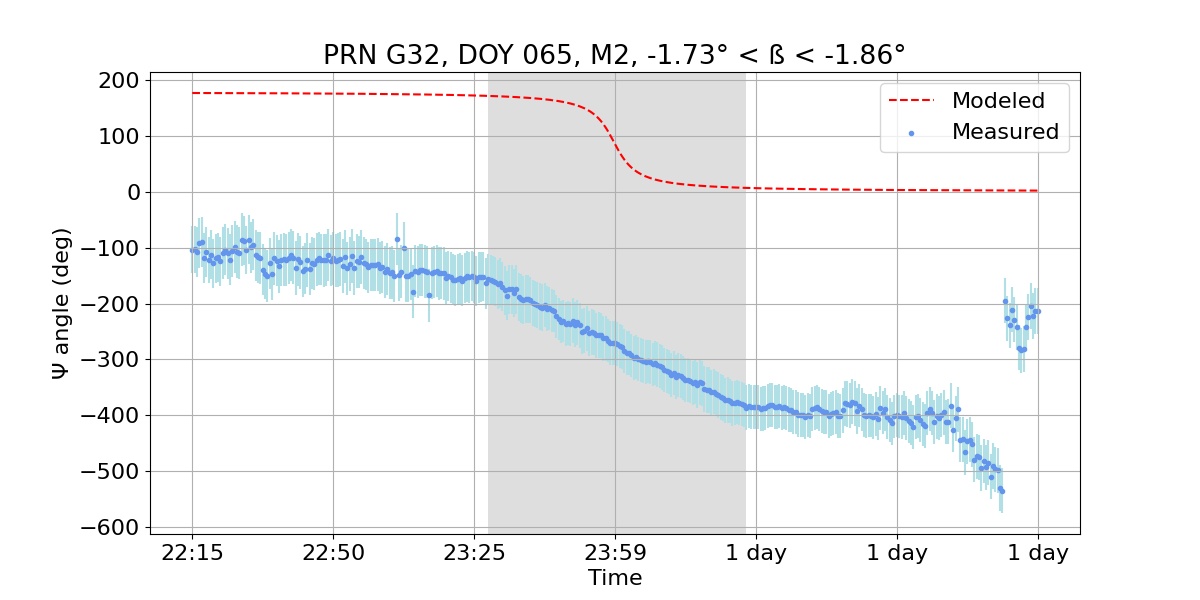 PRN G32, DOY 065, M2, -1.73° < ß < -1.86°
Modeled
Measured
200
100
0
−100
−200
−300
−400
−500
−600
Ψ angle (deg)
22:15 22:50 23:25 23:59 1 day 1 day 1 day
Time